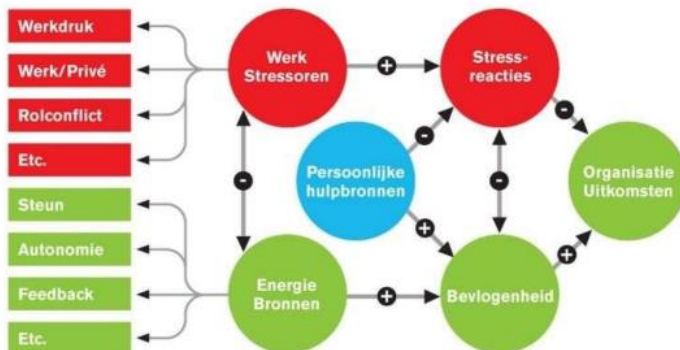 Werkdruk
Werk/Privé
Rolconflict
Etc.
Steun
Autonomie
Feedback
Etc.
Werk
Stressoren
+
Stress-
reacties
-
-
Persoonlijke
hulpbronnen
-
+
-
Organisatie
Uitkomsten
Energie
Bronnen
+
Bevlogenheid
+